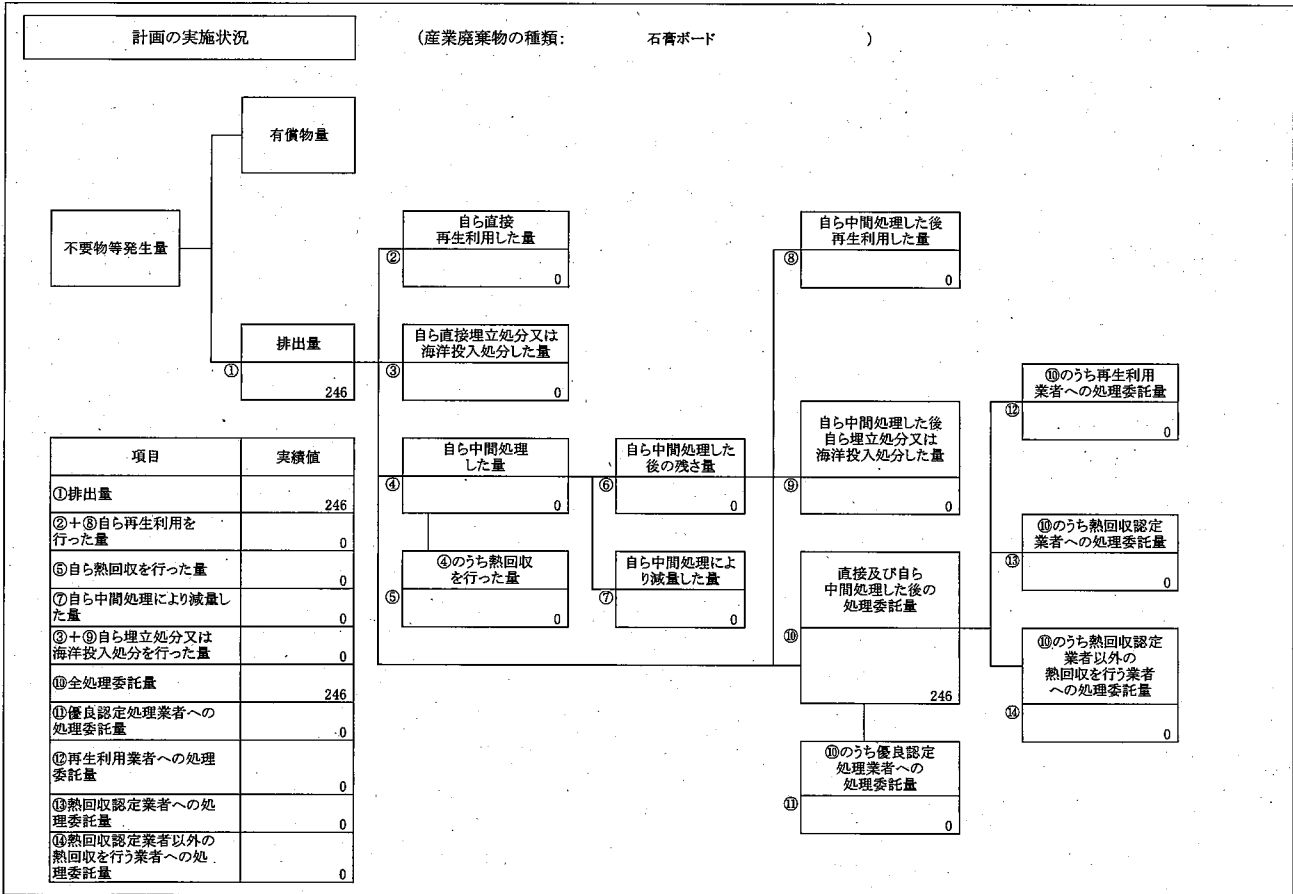 計画の実施状況
(産業廃棄物の種類: 石膏ボード )
有償物量
不要物等発生量
排出量
①
246
自ら直接
再生利用した量
②
0
自ら直接埋立処分又は
海洋投入処分した量
③
0
自ら中間処理
した量
④
0
④のうち熱回収
を行った量
⑤
0
自ら中間処理した
後の残さ量
⑥
0
自ら中間処理によ
り減量した量
⑦
0
自ら中間処理した後
再生利用した量
⑧
0
自ら中間処理した後
自ら埋立処分又は
海洋投入処分した量
⑨
0
直接及び自ら
中間処理した後の
処理委託量
⑩
246
⑩のうち優良認定
処理業者への
処理委託量
⑪
0
⑩のうち再生利用
業者への処理委託量
⑫
0
⑩のうち熱回収認定
業者への処理委託量
⑬
0
⑩のうち熱回収認定
業者以外の
熱回収を行う業者
への処理委託量
⑭
0
項目 実績値
①排出量 246
②+⑧自ら再生利用を
行った量 0
⑤自ら熱回収を行った量 0
⑦自ら中間処理により減量し
た量 0
③+⑨自ら埋立処分又は
海洋投入処分を行った量 0
⑩全処理委託量 246
⑪優良認定処理業者への
処理委託量 0
⑫再生利用業者への処理
委託量 0
⑬熱回収認定業者への処
理委託量 0
⑭熱回収認定業者以外の
熱回収を行う業者への処
理委託量 0